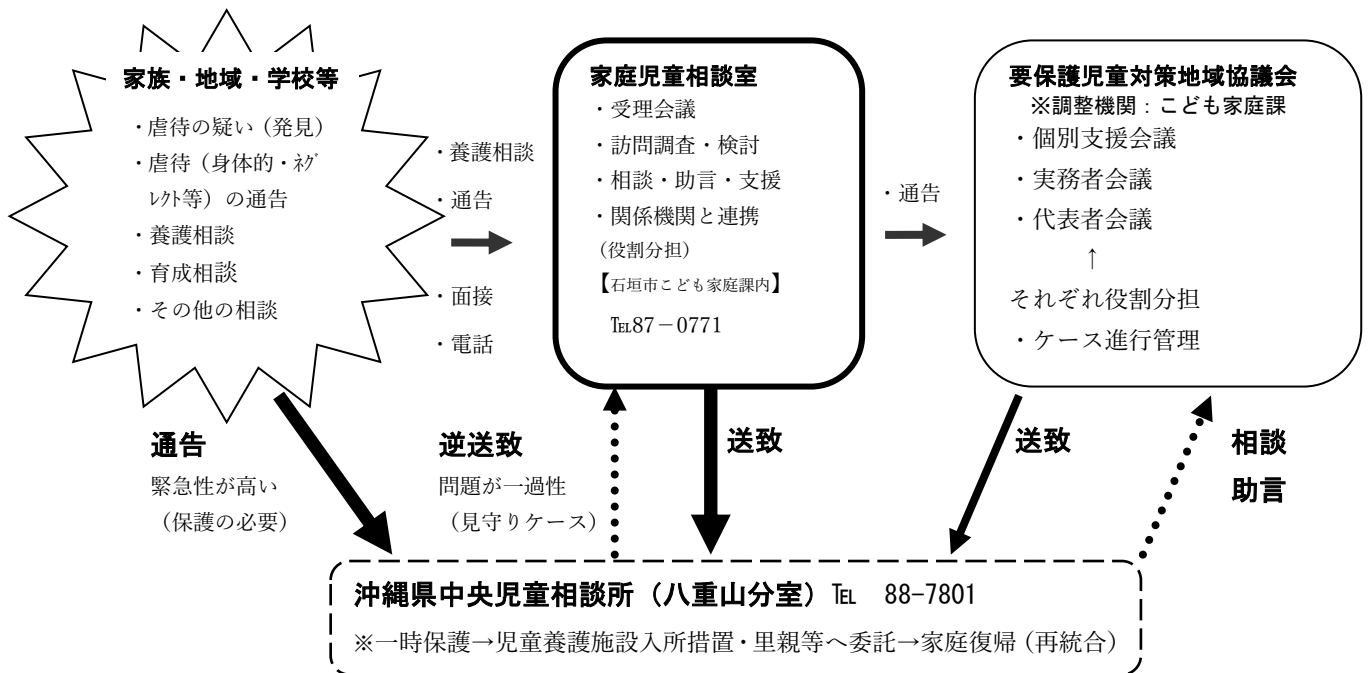 家族・地域・学校等
・虐待の疑い（発見）
・虐待（身体的・ﾈｸﾞ
ﾚｸﾄ等）の通告
・養護相談
・育成相談
・その他の相談
・養護相談
・通告
・面接
・電話
家庭児童相談室
・受理会議
・訪問調査・検討
・相談・助言・支援
・関係機関と連携
（役割分担）
【石垣市こども家庭課内】
℡87－0771
・通告
要保護児童対策地域協議会
※調整機関：こども家庭課
・個別支援会議
・実務者会議
・代表者会議
↑
それぞれ役割分担
・ケース進行管理
通告
緊急性が高い
（保護の必要）
逆送致
問題が一過性
（見守りケース）
送致
送致
相談
助言
沖縄県中央児童相談所（八重山分室）℡ 88-7801
※一時保護→児童養護施設入所措置・里親等へ委託→家庭復帰（再統合）